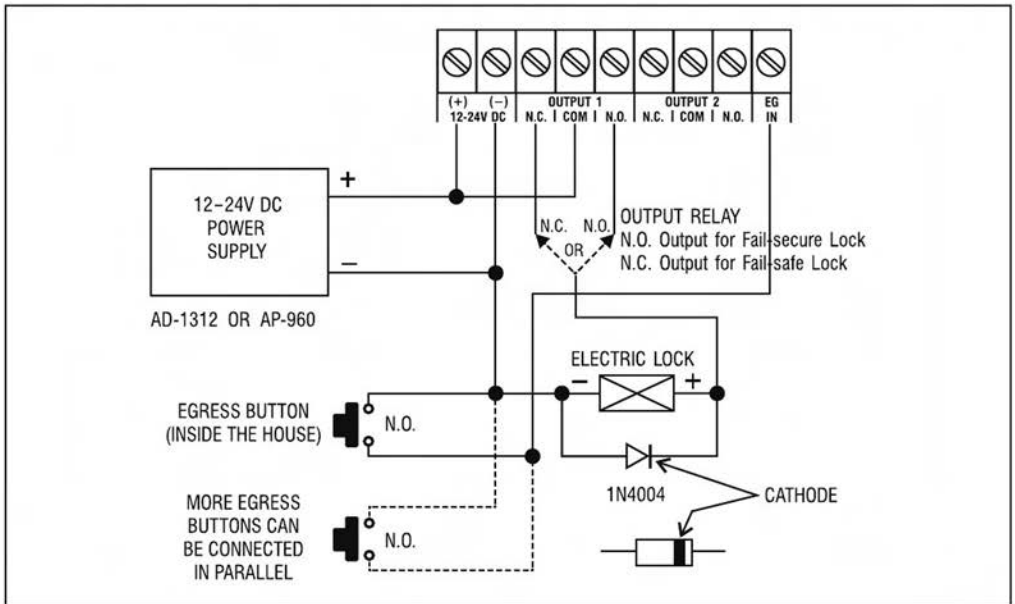 (+) (−) OUTPUT 1 OUTPUT 2 EG
12-24V DC N.C. | COM | N.O. N.C. | COM | N.O. IN
+
12–24V DC
POWER
SUPPLY
−
AD-1312 OR AP-960
N.C. N.O.
OR
OUTPUT RELAY
N.O. Output for Fail-secure Lock
N.C. Output for Fail-safe Lock
ELECTRIC LOCK
− +
EGRESS BUTTON
(INSIDE THE HOUSE)
N.O.
1N4004
CATHODE
MORE EGRESS
BUTTONS CAN
BE CONNECTED
IN PARALLEL
N.O.